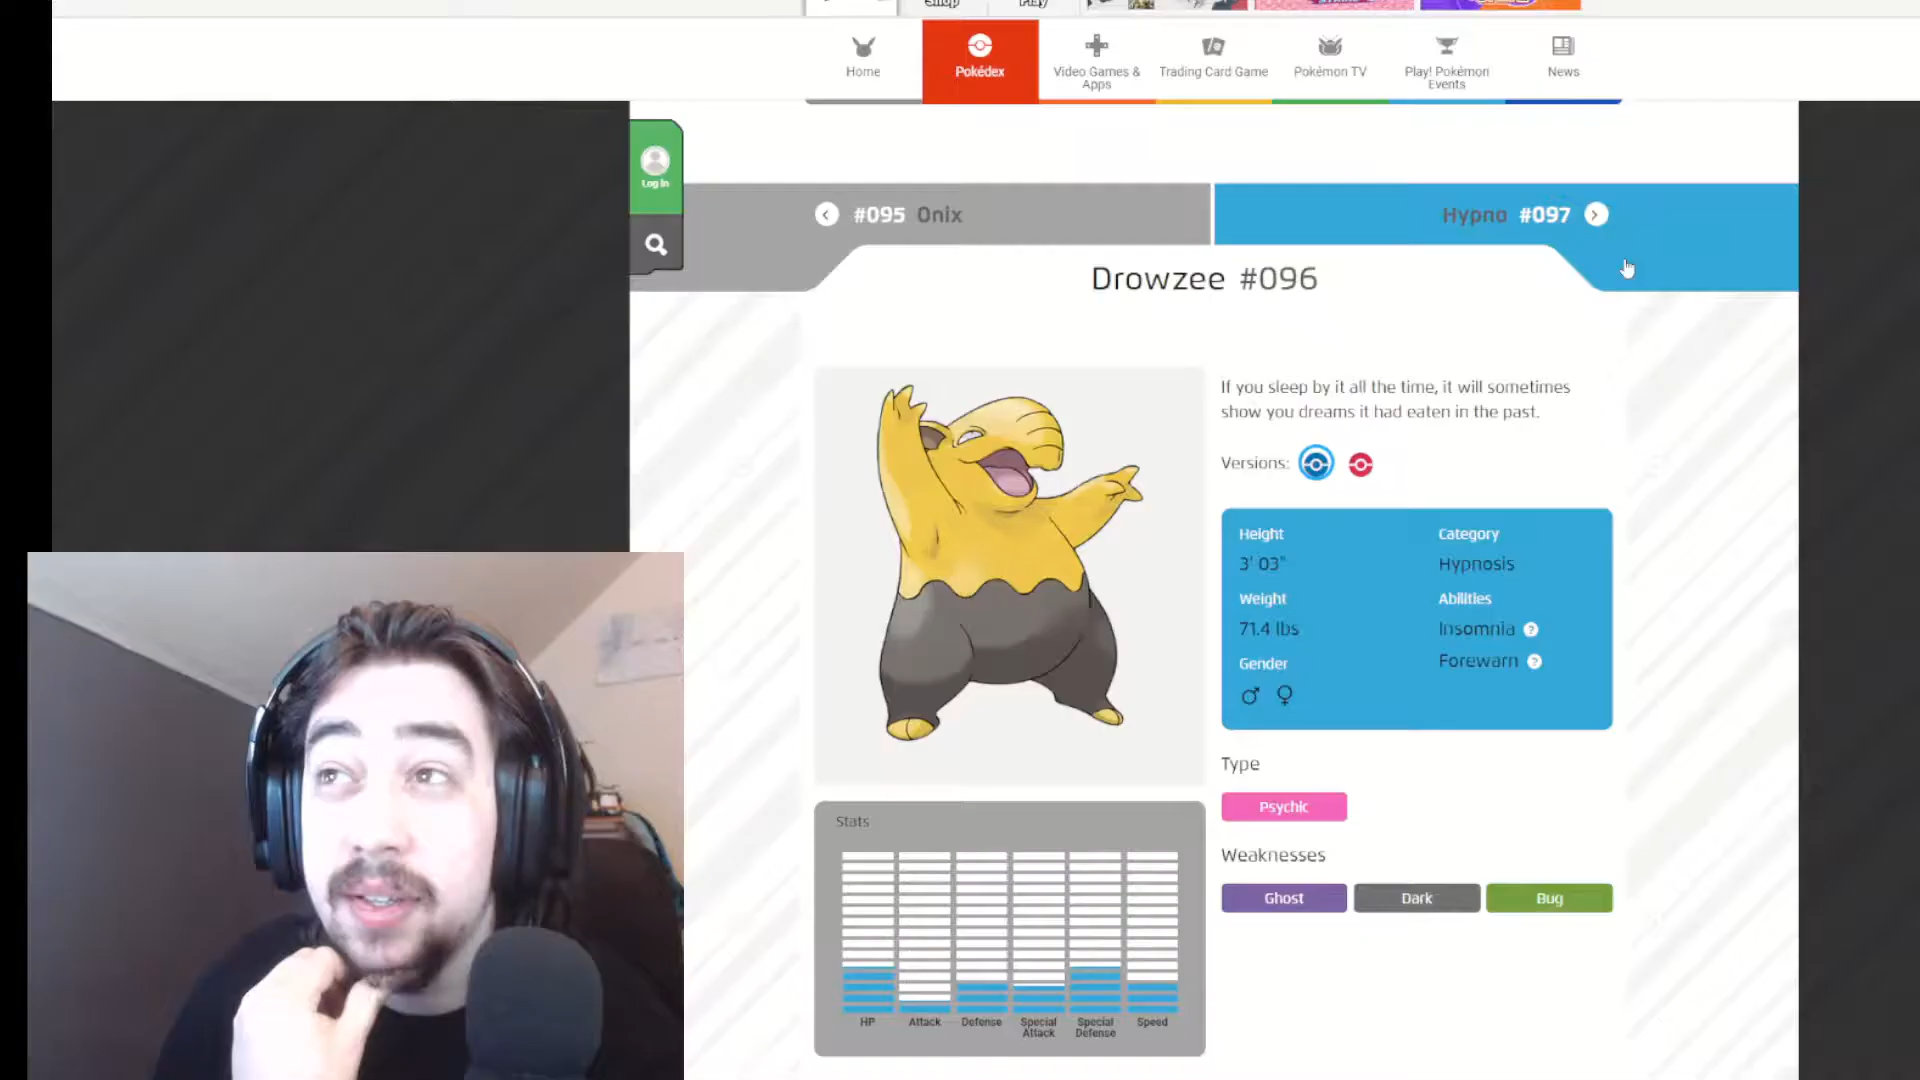 Shop
Play
Home
Pokédex
Video Games &
Apps
Trading Card Game
Pokémon TV
Play! Pokémon
Events
News
Log in
#095 Onix
Hypno #097
Drowzee #096
If you sleep by it all the time, it will sometimes
show you dreams it had eaten in the past.
Versions:
Height
3' 03"
Weight
71.4 lbs
Gender
Category
Hypnosis
Abilities
Insomnia ?
Forewarn ?
Type
Psychic
Weaknesses
Ghost
Dark
Bug
Stats
HP
Attack
Defense
Special
Attack
Special
Defense
Speed